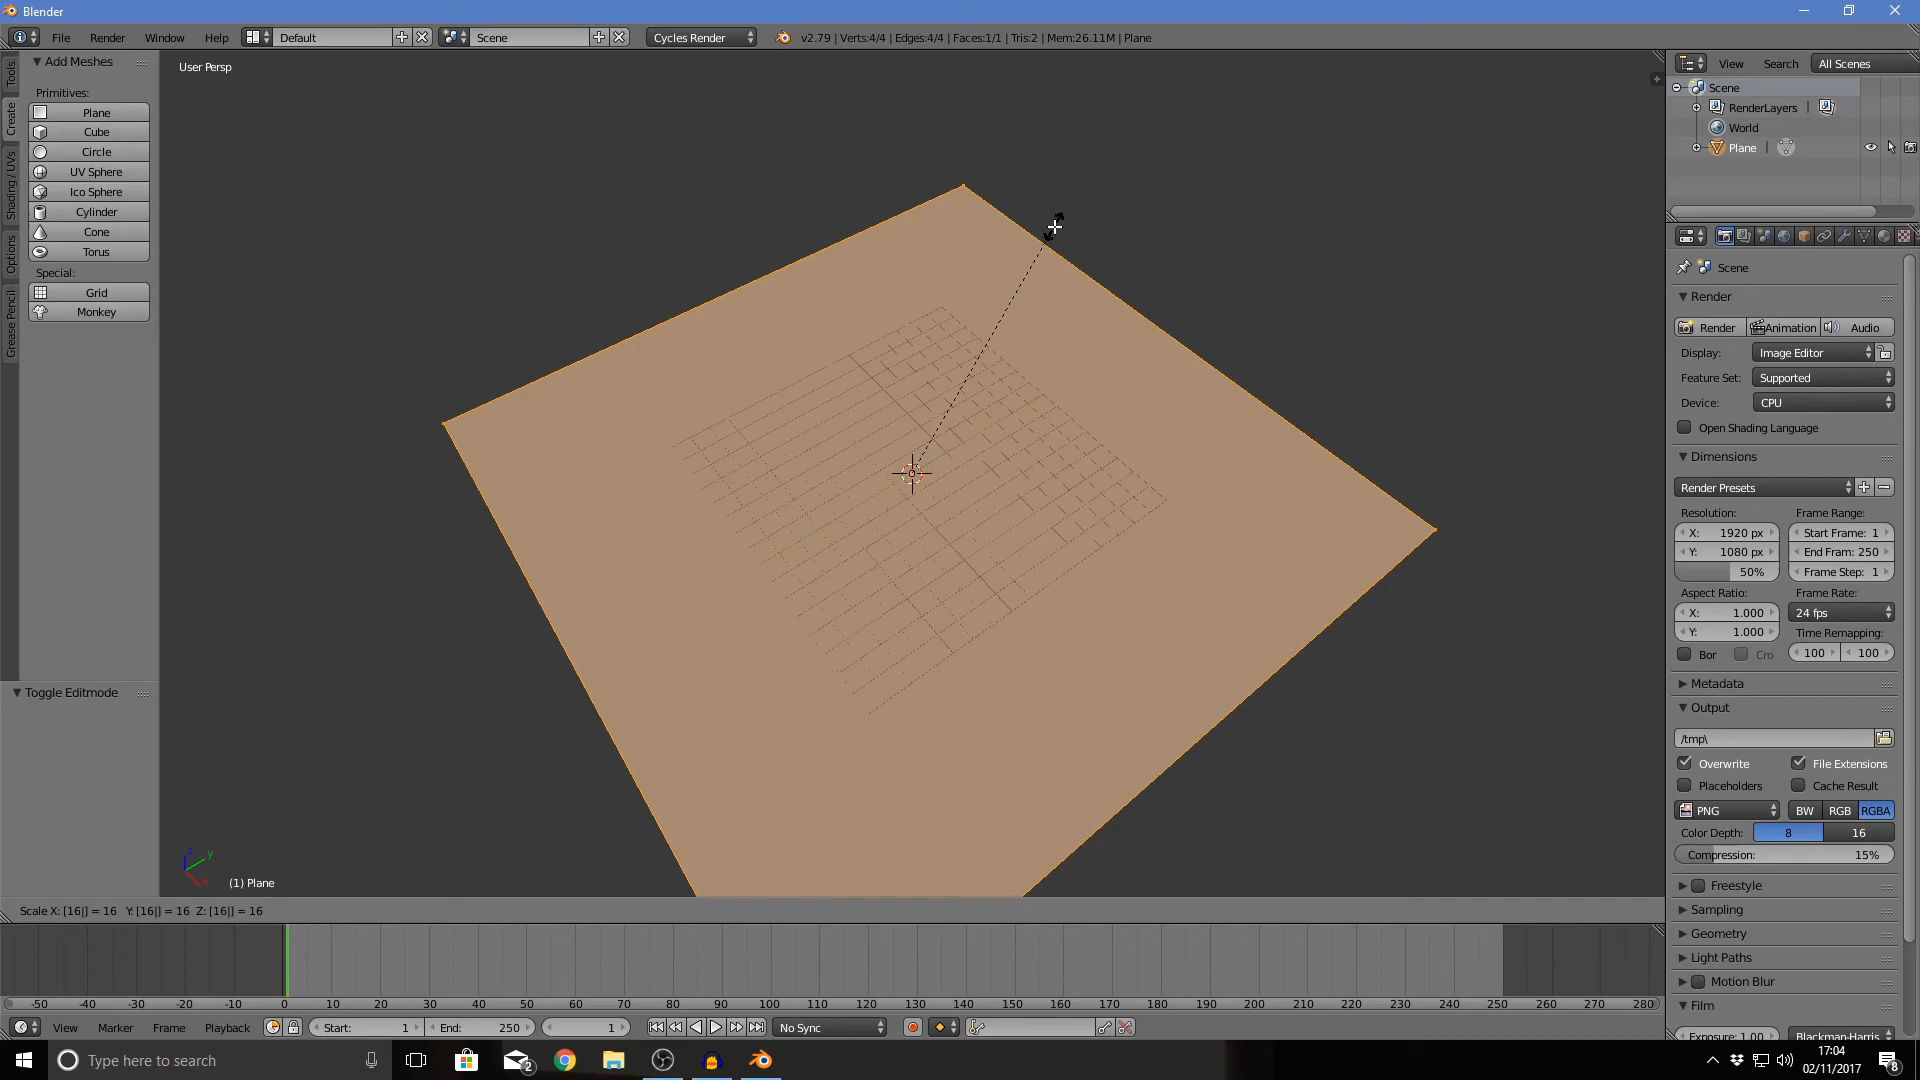 Blender
File Render Window Help Default Scene Cycles Render v2.79 | Verts:4/4 | Edges:4/4 | Faces:1/1 | Tris:2 | Mem:26.11M | Plane
Tools
Create
Shading / UVs
Options
Grease Pencil
Add Meshes
Primitives:
Plane
Cube
Circle
UV Sphere
Ico Sphere
Cylinder
Cone
Torus
Special:
Grid
Monkey
Toggle Editmode
User Persp
z
y
x
(1) Plane
Scale X: [16|] = 16 Y: [16|] = 16 Z: [16|] = 16
View Search All Scenes
Scene
RenderLayers
World
Plane
Scene
Render
Render Animation Audio
Display: Image Editor
Feature Set: Supported
Device: CPU
Open Shading Language
Dimensions
Render Presets
Resolution: Frame Range:
X: 1920 px Start Frame: 1
Y: 1080 px End Fram: 250
50% Frame Step: 1
Aspect Ratio: Frame Rate:
X: 1.000 24 fps
Y: 1.000 Time Remapping:
Bor Cro 100 100
Metadata
Output
/tmp\
Overwrite File Extensions
Placeholders Cache Result
PNG BW RGB RGBA
Color Depth: 8 16
Compression: 15%
Freestyle
Sampling
Geometry
Light Paths
Motion Blur
Film
Exposure: 1.00 Blackman-Harris
-50 -40 -30 -20 -10 0 10 20 30 40 50 60 70 80 90 100 110 120 130 140 150 160 170 180 190 200 210 220 230 240 250 260 270 280
View Marker Frame Playback Start: 1 End: 250 1 No Sync
Type here to search
2
17:04
02/11/2017
8